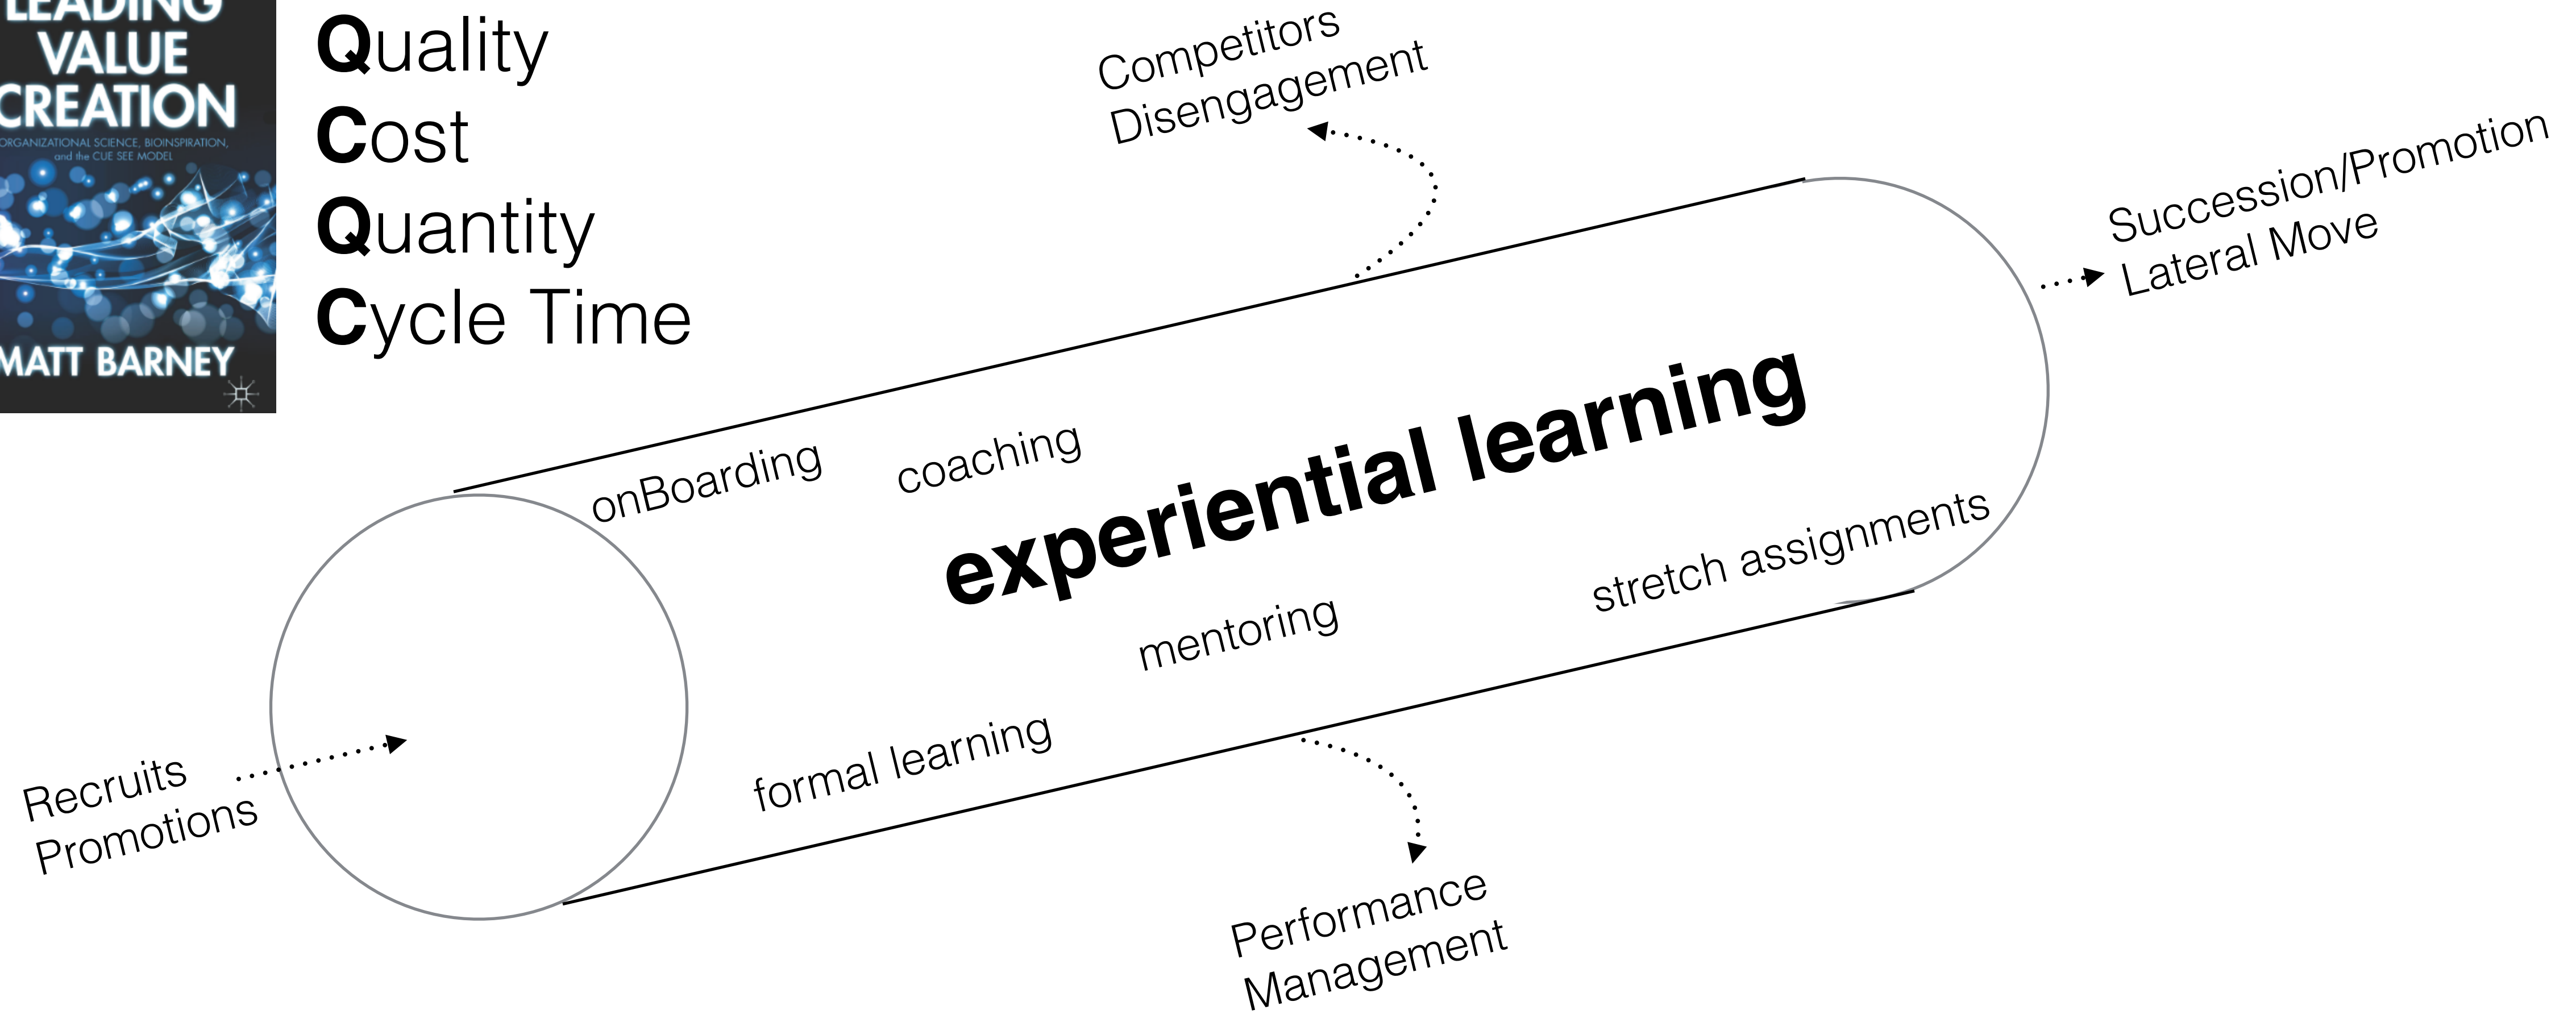 LEADING
VALUE
CREATION
ORGANIZATIONAL SCIENCE, BIOINSPIRATION,
and the CUE SEE MODEL
MATT BARNEY
Quality
Cost
Quantity
Cycle Time
Competitors
Disengagement
Succession/Promotion
Lateral Move
onBoarding
coaching
experiential learning
stretch assignments
mentoring
formal learning
Recruits
Promotions
Performance
Management